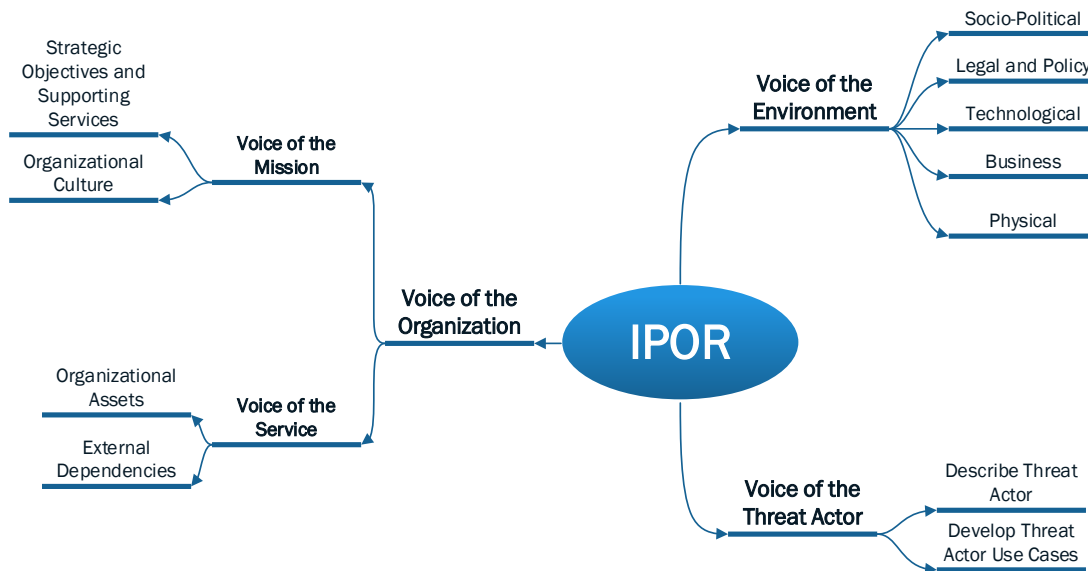 Strategic
Objectives and
Supporting
Services
Organizational
Culture
Voice of the
Mission
Voice of the
Organization
Organizational
Assets
External
Dependencies
Voice of the
Service
IPOR
Voice of the
Environment
Socio-Political
Legal and Policy
Technological
Business
Physical
Voice of the
Threat Actor
Describe Threat
Actor
Develop Threat
Actor Use Cases